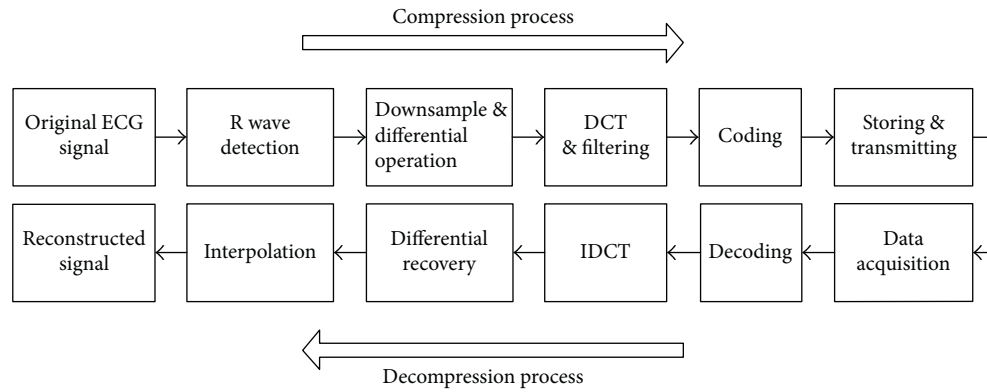 Compression process
Original ECG
signal
R wave
detection
Downsample &
differential
operation
DCT
& filtering
Coding
Storing &
transmitting
Reconstructed
signal
Interpolation
Differential
recovery
IDCT
Decoding
Data
acquisition
Decompression process